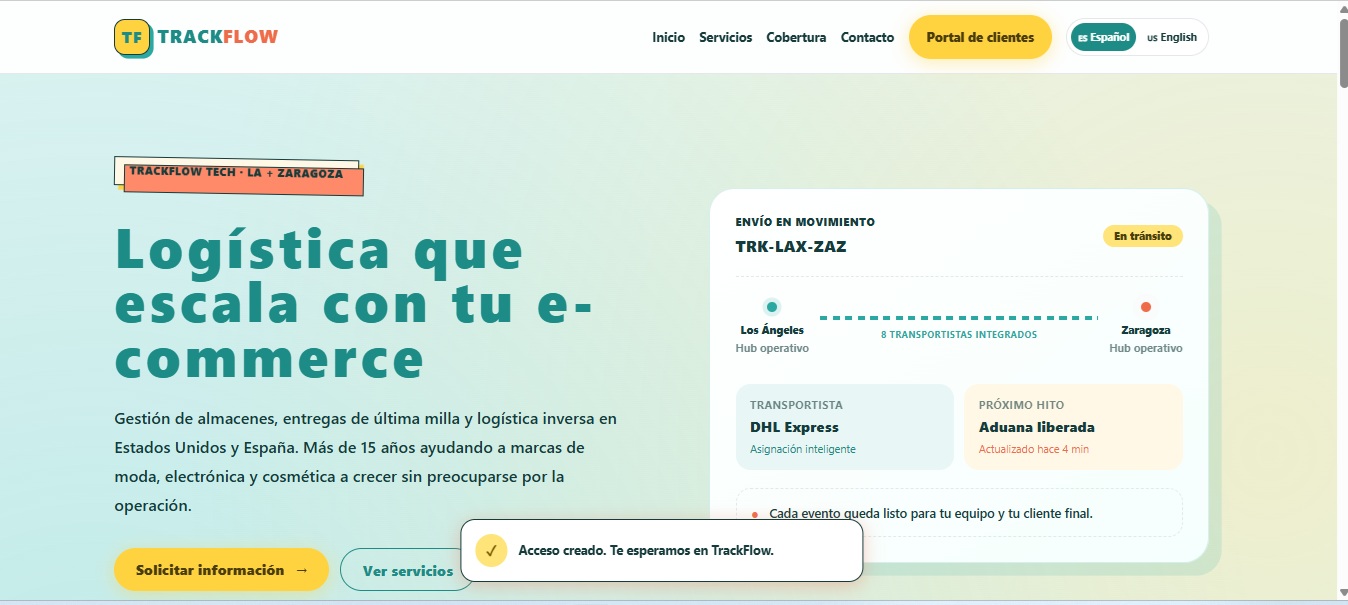 TF TRACKFLOW
Inicio Servicios Cobertura Contacto Portal de clientes ES Español US English
TRACKFLOW TECH · LA + ZARAGOZA
Logística que
escala con tu e-
commerce
Gestión de almacenes, entregas de última milla y logística inversa en
Estados Unidos y España. Más de 15 años ayudando a marcas de
moda, electrónica y cosmética a crecer sin preocuparse por la
operación.
Solicitar información →
Ver servicios
ENVÍO EN MOVIMIENTO
TRK-LAX-ZAZ
En tránsito
Los Ángeles
Hub operativo
8 TRANSPORTISTAS INTEGRADOS
Zaragoza
Hub operativo
TRANSPORTISTA
DHL Express
Asignación inteligente
PRÓXIMO HITO
Aduana liberada
Actualizado hace 4 min
Cada evento queda listo para tu equipo y tu cliente final.
✓ Acceso creado. Te esperamos en TrackFlow.